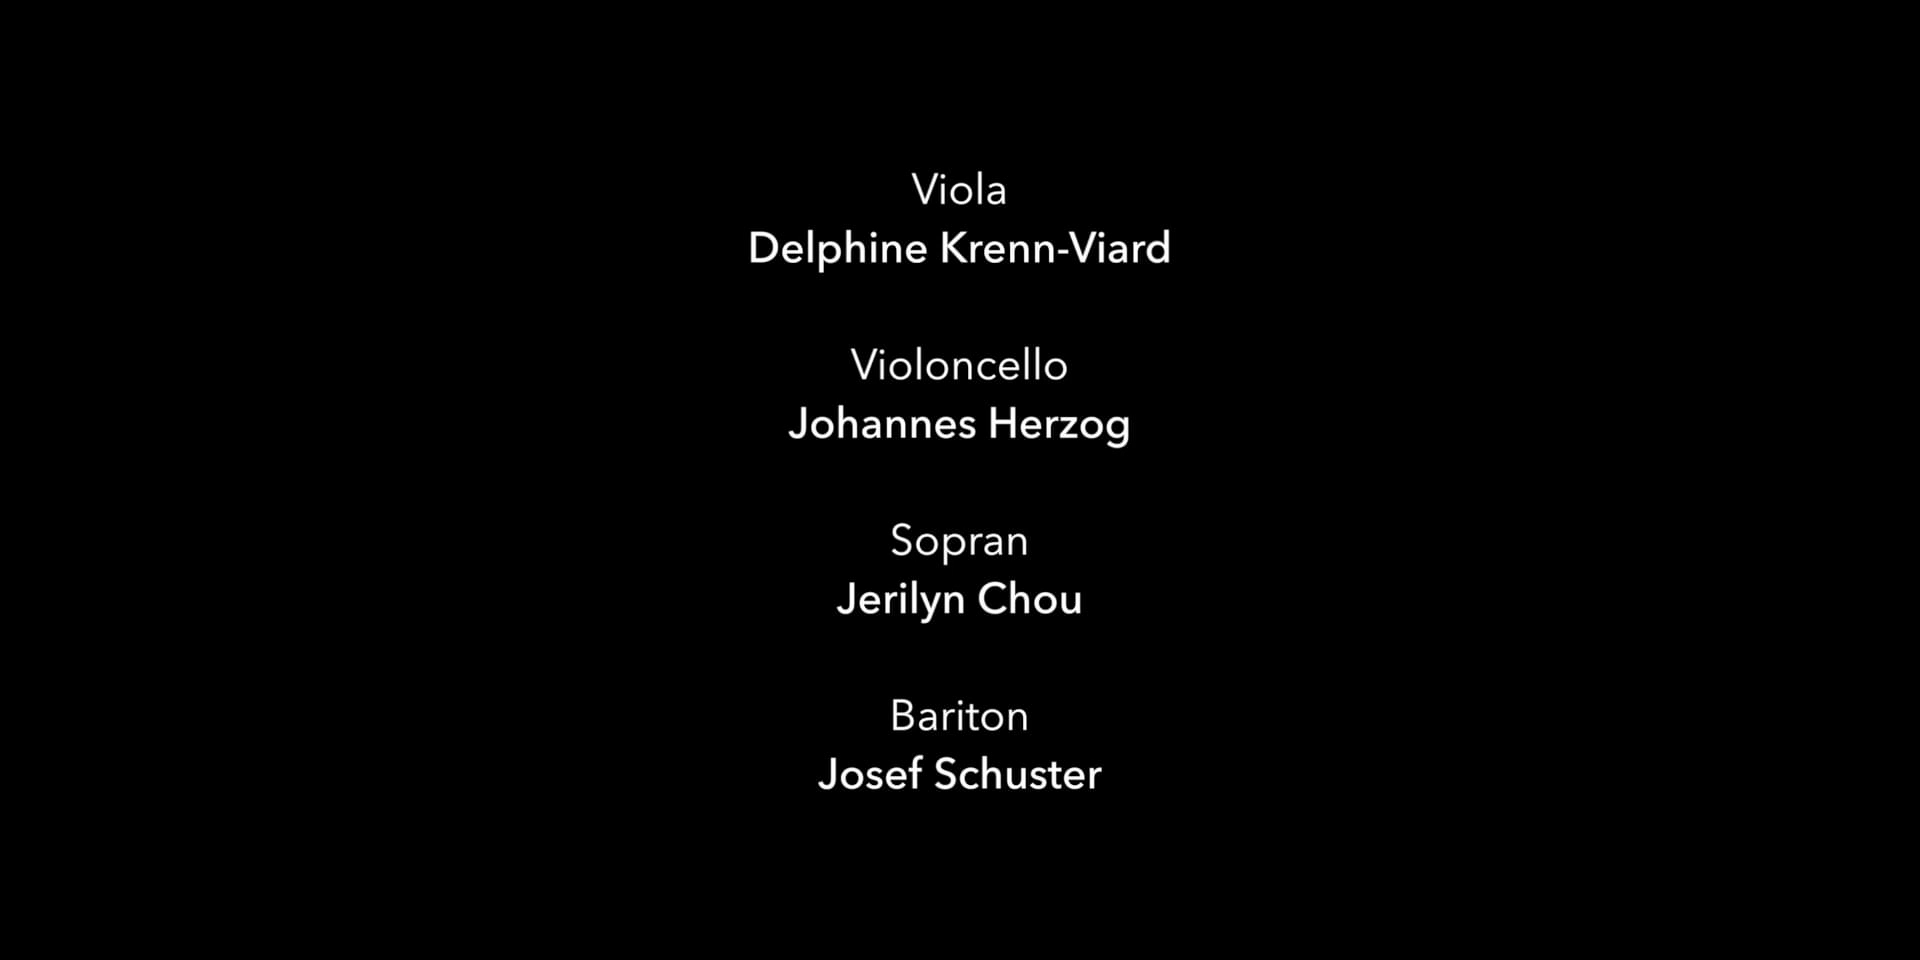 Viola
Delphine Krenn-Viard
Violoncello
Johannes Herzog
Sopran
Jerilyn Chou
Bariton
Josef Schuster